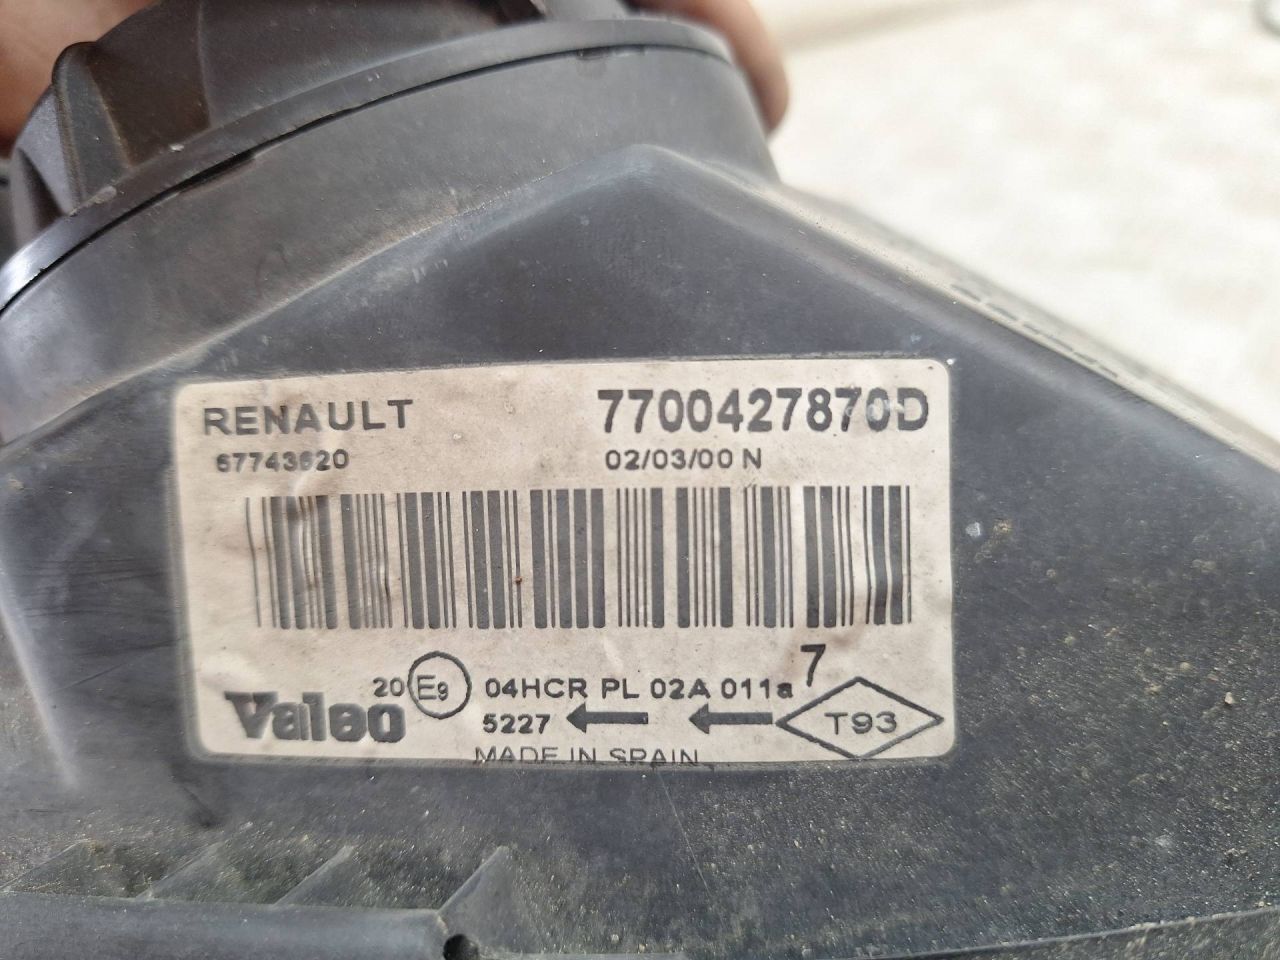 RENAULT 7700427870D
67743620 02/03/00 N
7
20 E9 04HCR PL 02A 011a
Valeo 5227 T93
MADE IN SPAIN